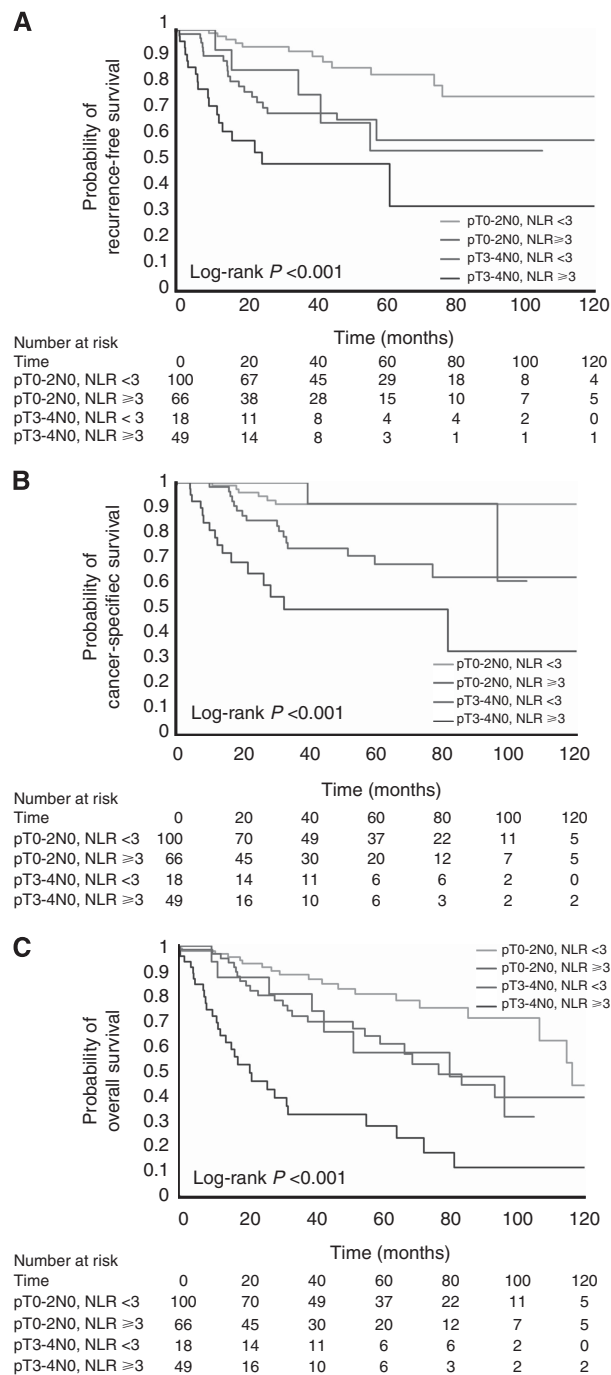 A
Probability of
recurrence-free survival
1
0.9
0.8
0.7
0.6
0.5
0.4
0.3
0.2
0.1
0
pT0-2N0, NLR <3
pT0-2N0, NLR≥3
pT3-4N0, NLR <3
pT3-4N0, NLR ≥3
Log-rank P <0.001
0 20 40 60 80 100 120
Time (months)
Number at risk
Time 0 20 40 60 80 100 120
pT0-2N0, NLR <3 100 67 45 29 18 8 4
pT0-2N0, NLR ≥3 66 38 28 15 10 7 5
pT3-4N0, NLR < 3 18 11 8 4 4 2 0
pT3-4N0, NLR ≥3 49 14 8 3 1 1 1
B
Probability of
cancer-specifiec survival
1
0.9
0.8
0.7
0.6
0.5
0.4
0.3
0.2
0.1
0
pT0-2N0, NLR <3
pT0-2N0, NLR ≥3
pT3-4N0, NLR <3
pT3-4N0, NLR ≥3
Log-rank P <0.001
0 20 40 60 80 100 120
Time (months)
Number at risk
Time 0 20 40 60 80 100 120
pT0-2N0, NLR <3 100 70 49 37 22 11 5
pT0-2N0, NLR ≥3 66 45 30 20 12 7 5
pT3-4N0, NLR <3 18 14 11 6 6 2 0
pT3-4N0, NLR ≥3 49 16 10 6 3 2 2
C
Probability of
overall survival
1
0.9
0.8
0.7
0.6
0.5
0.4
0.3
0.2
0.1
0
pT0-2N0, NLR <3
pT0-2N0, NLR ≥3
pT3-4N0, NLR <3
pT3-4N0, NLR ≥3
Log-rank P <0.001
0 20 40 60 80 100 120
Time (months)
Number at risk
Time 0 20 40 60 80 100 120
pT0-2N0, NLR <3 100 70 49 37 22 11 5
pT0-2N0, NLR ≥3 66 45 30 20 12 7 5
pT3-4N0, NLR <3 18 14 11 6 6 2 0
pT3-4N0, NLR ≥3 49 16 10 6 3 2 2